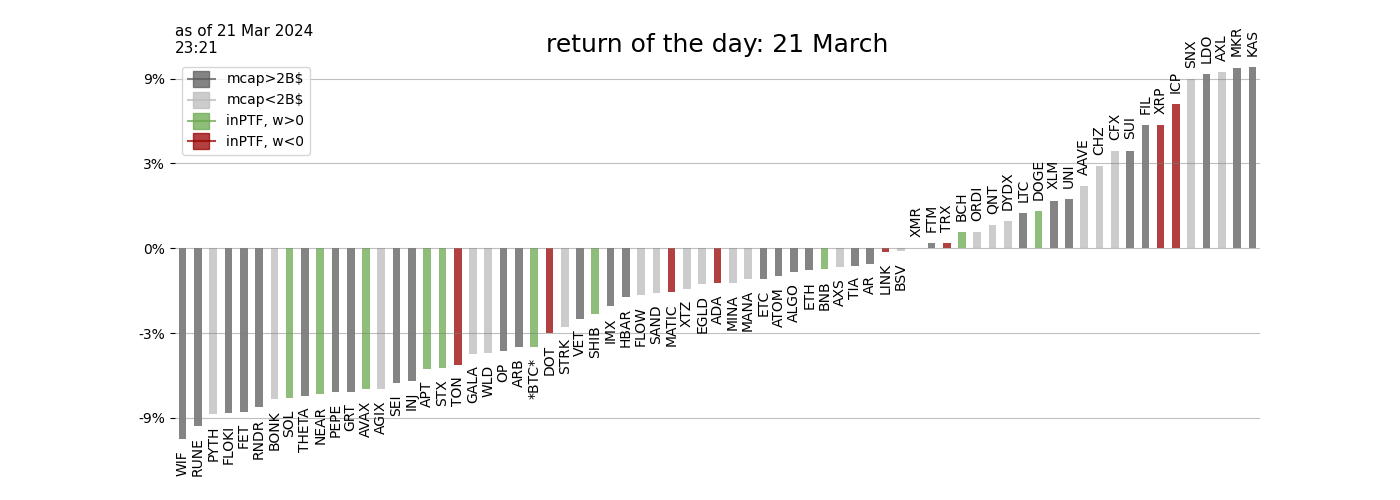 as of 21 Mar 2024
23:21
return of the day: 21 March
mcap>2B$
mcap<2B$
inPTF, w>0
inPTF, w<0
9%
3%
0%
-3%
-9%
WIF
RUNE
PYTH
FLOKI
FET
RNDR
BONK
SOL
THETA
NEAR
PEPE
GRT
AVAX
AGIX
SEI
INJ
APT
STX
TON
GALA
WLD
OP
ARB
*BTC*
DOT
STRK
VET
SHIB
IMX
HBAR
FLOW
SAND
MATIC
XTZ
EGLD
ADA
MINA
MANA
ETC
ATOM
ALGO
ETH
BNB
AXS
TIA
AR
LINK
BSV
XMR
FTM
TRX
BCH
ORDI
QNT
DYDX
LTC
DOGE
XLM
UNI
AAVE
CHZ
CFX
SUI
FIL
XRP
ICP
SNX
LDO
AXL
MKR
KAS